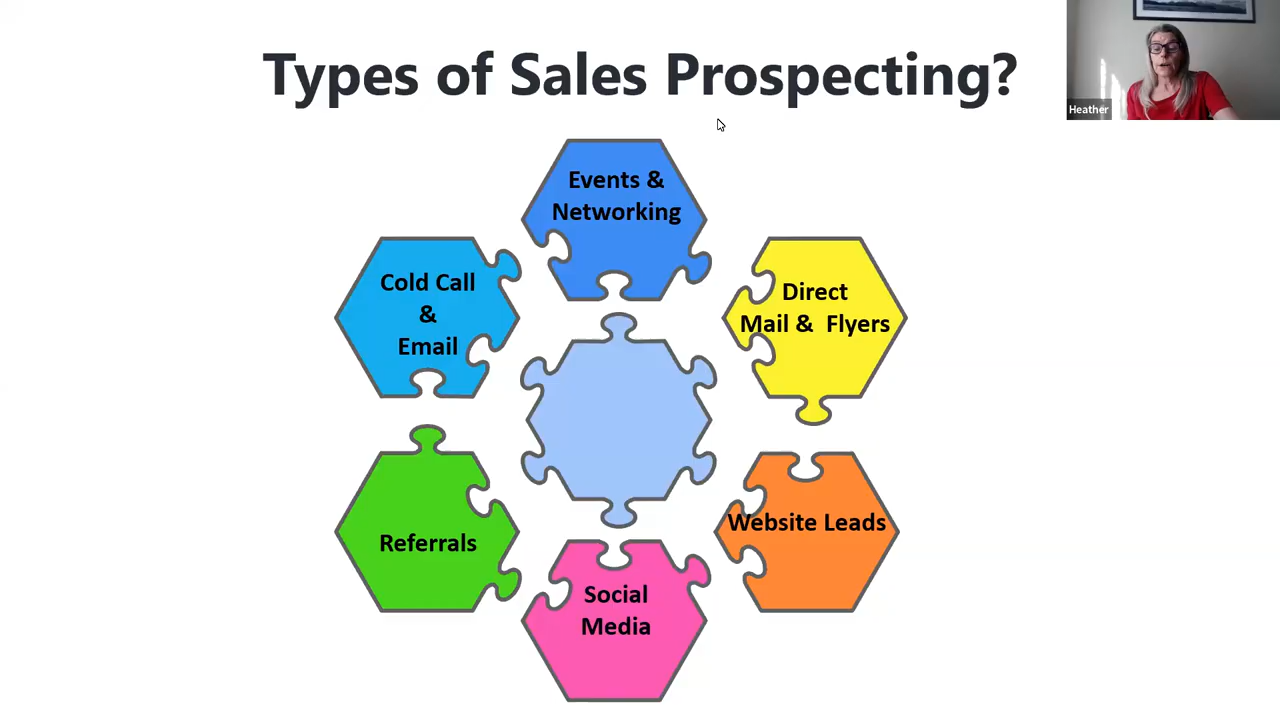 Types of Sales Prospecting?
Heather
Events &
Networking
Cold Call
&
Email
Direct
Mail & Flyers
Referrals
Website Leads
Social
Media